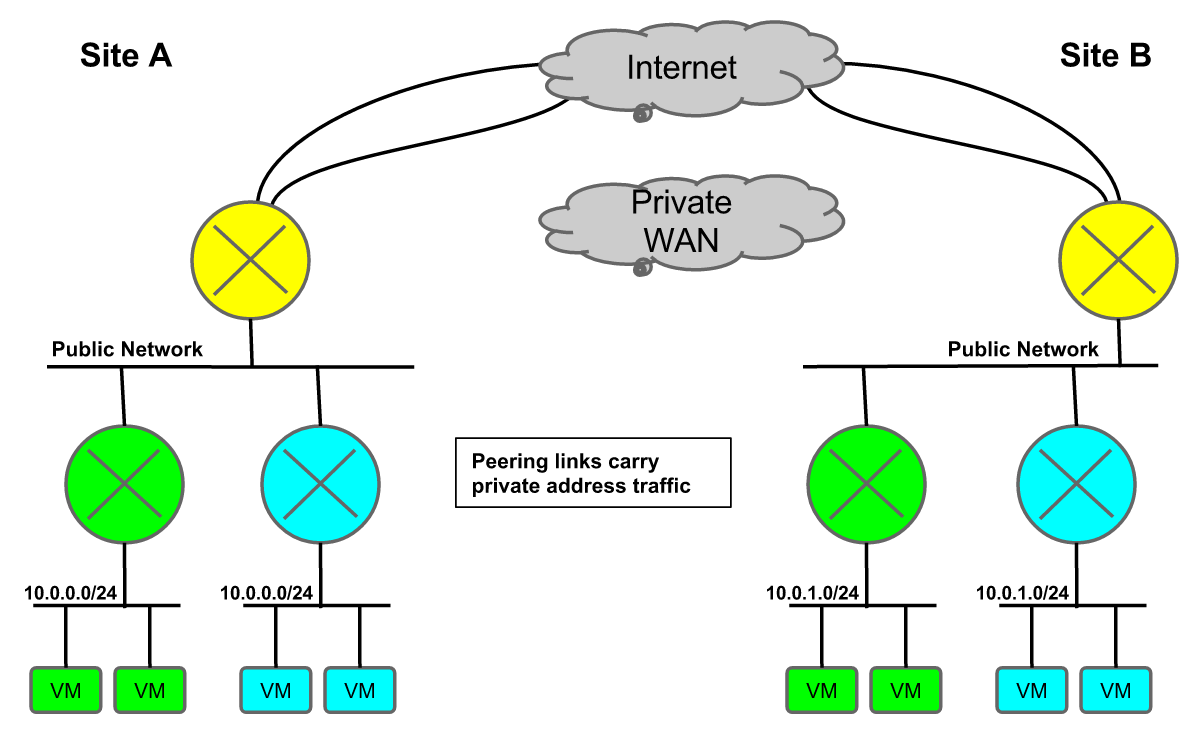 Site A
Internet
Site B
Private
WAN
Public Network
Public Network
Peering links carry
private address traffic
10.0.0.0/24
10.0.0.0/24
10.0.1.0/24
10.0.1.0/24
VM
VM
VM
VM
VM
VM
VM
VM